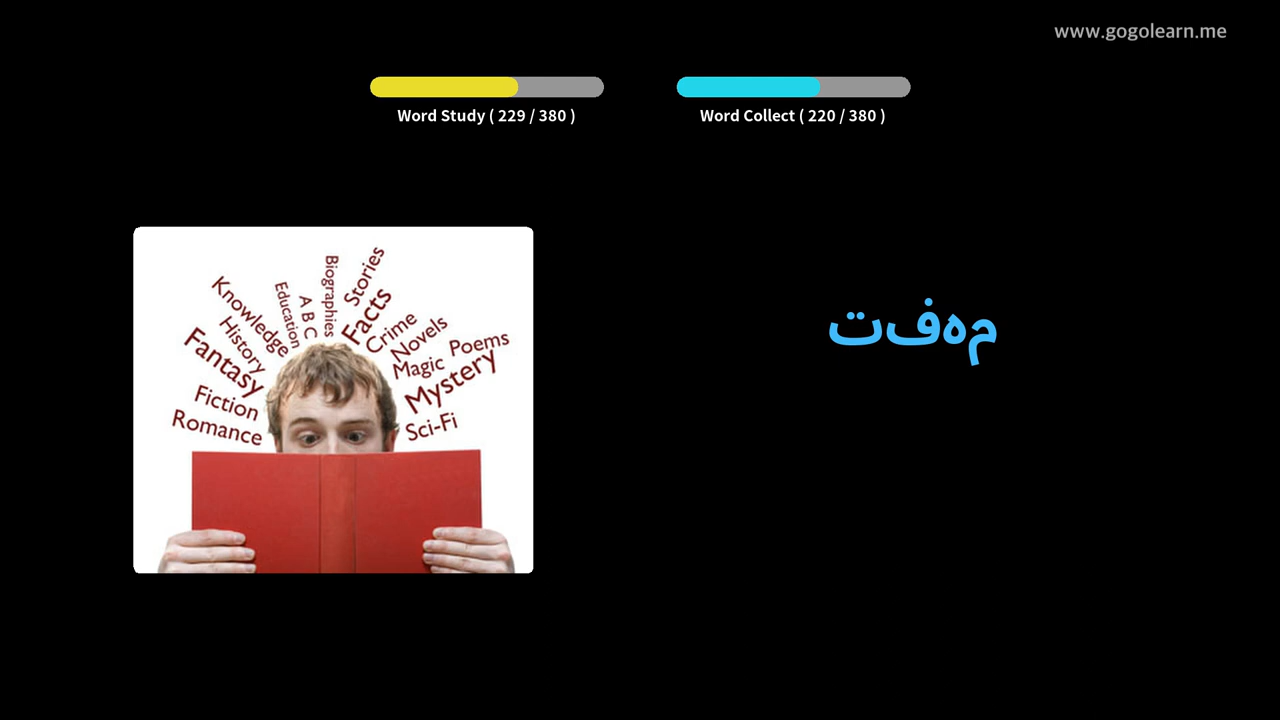 www.gogolearn.me
Word Study ( 229 / 380 )
Word Collect ( 220 / 380 )
Romance
Fiction
Fantasy
History
Knowledge
Education
A B C
Biographies
Stories
Facts
Crime
Novels
Magic
Poems
Mystery
Sci-Fi
مهفت